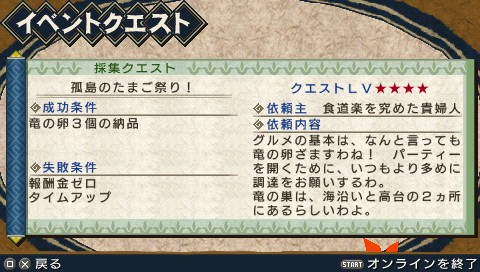 イベントクエスト
採集クエスト
孤島のたまご祭り！
成功条件
竜の卵３個の納品
失敗条件
報酬金ゼロ
タイムアップ
クエストＬＶ★★★★
依頼主　食道楽を究めた貴婦人
依頼内容
グルメの基本は、なんと言っても
竜の卵ざますわね！　パーティー
を開くために、いつもより多めに
調達をお願いするわ。
竜の巣は、海沿いと高台の２ヵ所
にあるらしいわよ。
戻る
START オンラインを終了